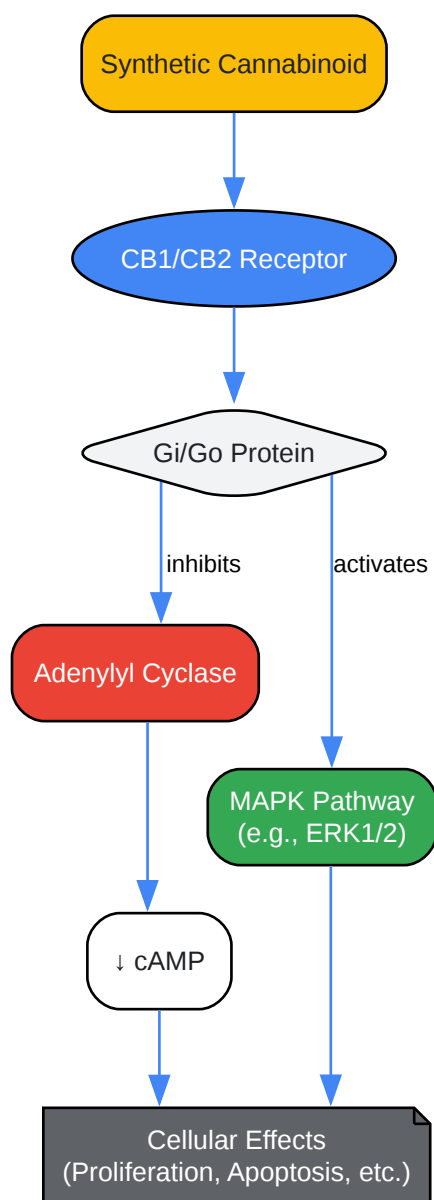 Synthetic Cannabinoid
CB1/CB2 Receptor
Gi/Go Protein
inhibits
activates
Adenylyl Cyclase
MAPK Pathway
(e.g., ERK1/2)
↓ cAMP
Cellular Effects
(Proliferation, Apoptosis, etc.)